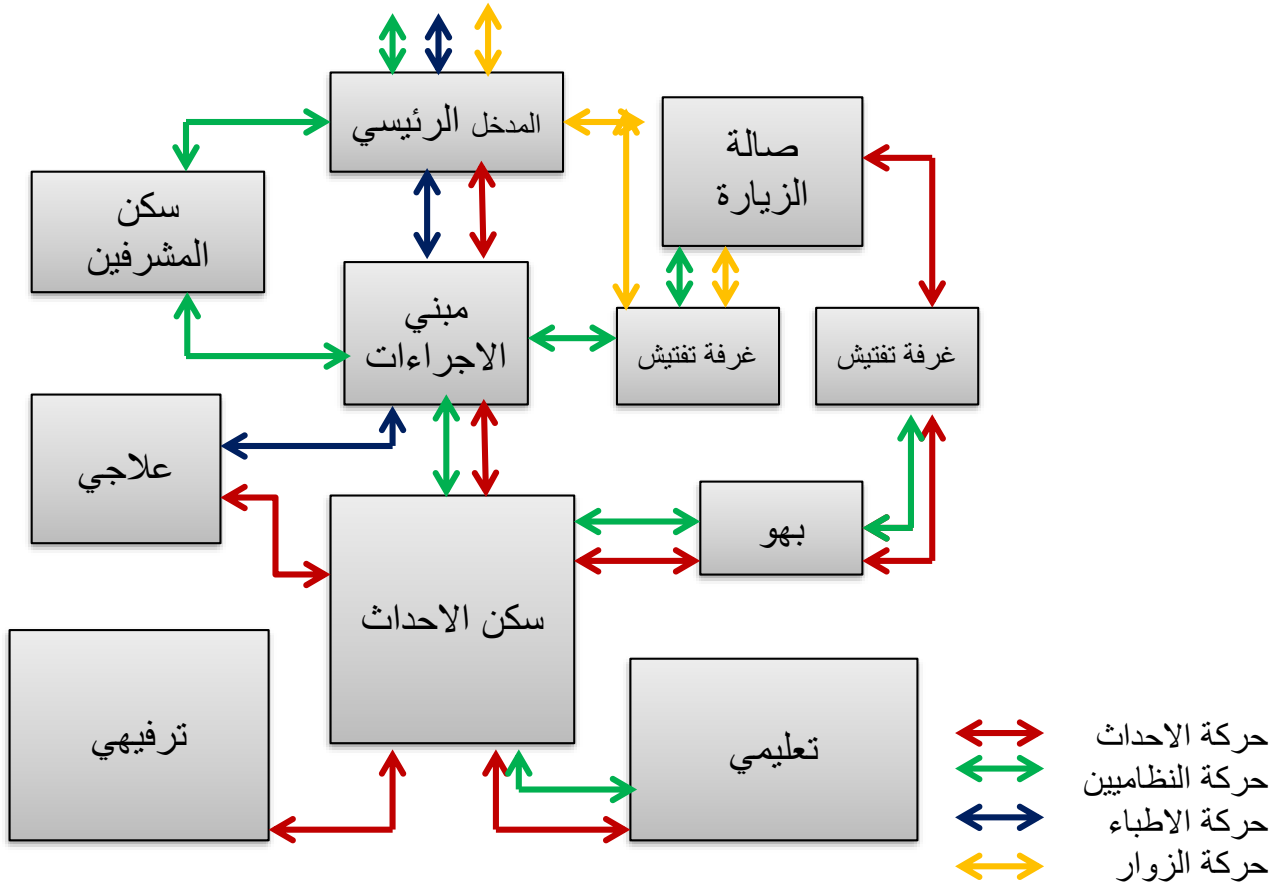 المدخل الرئيسي
صالة
الزيارة
سكن
المشرفين
مبني
الاجراءات
غرفة تفتيش
غرفة تفتيش
علاجي
بهو
سكن الاحداث
ترفيهي
تعليمي
حركة الاحداث
حركة النظاميين
حركة الاطباء
حركة الزوار